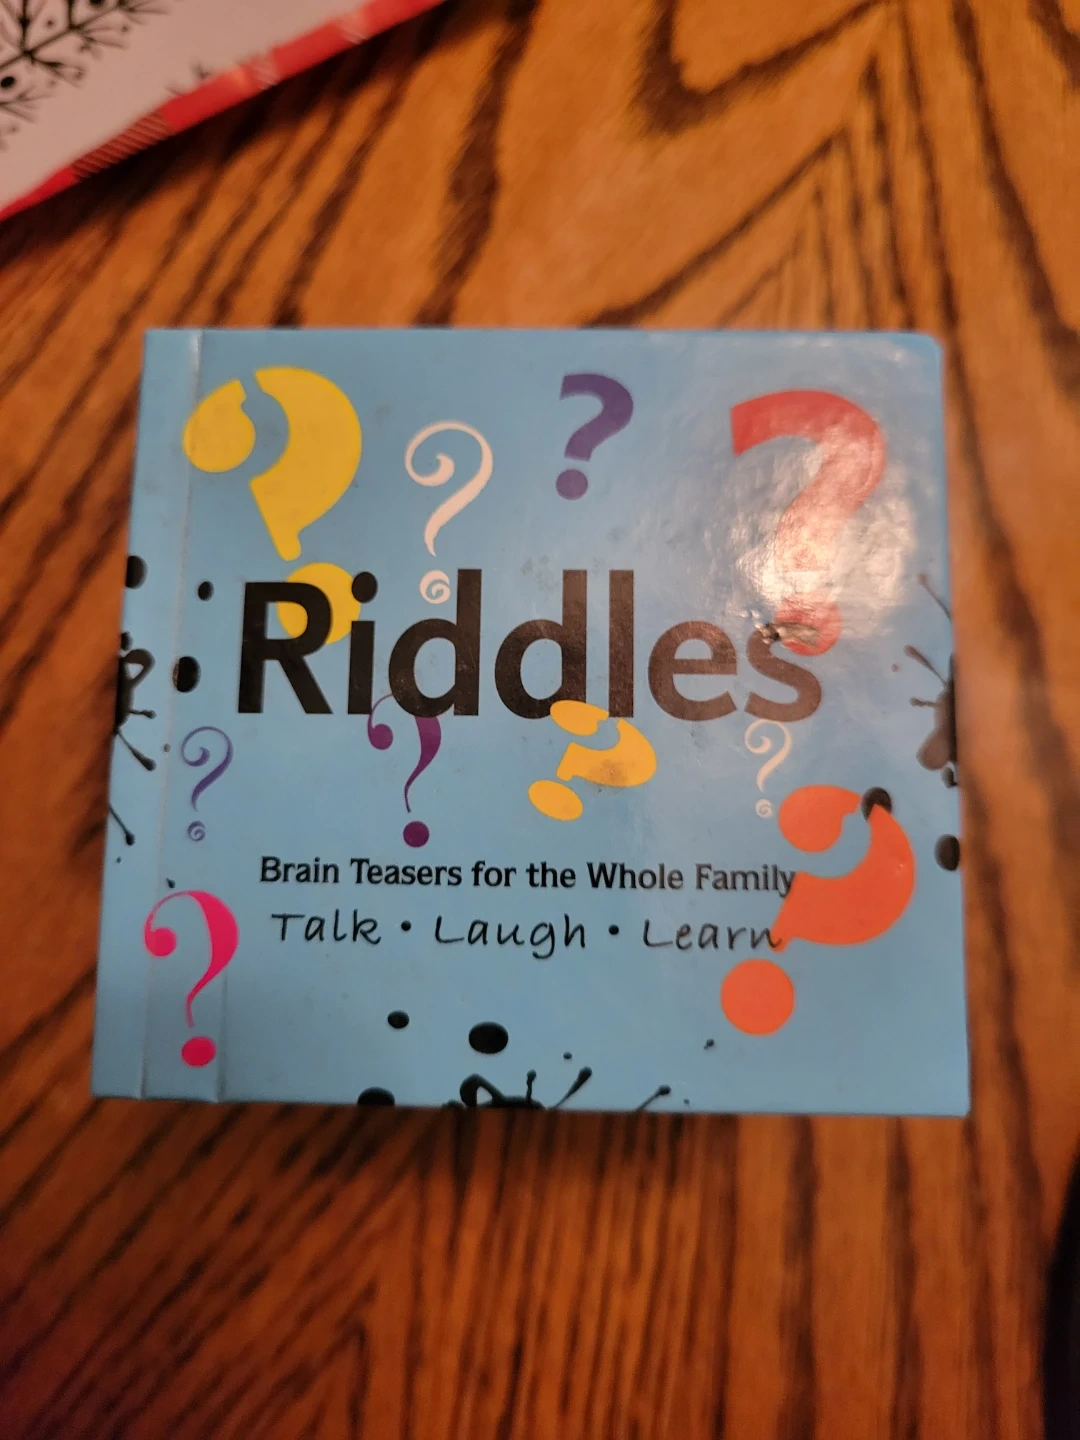 Riddles
Brain Teasers for the Whole Family
Talk • Laugh • Learn